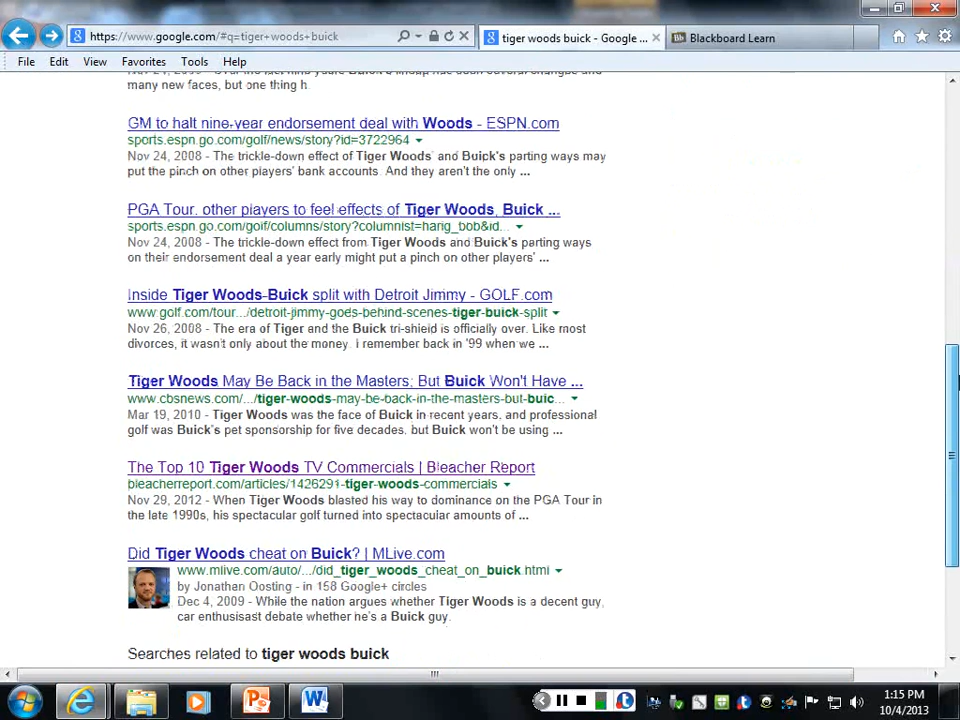 https://www.google.com/#q=tiger+woods+buick
tiger woods buick - Google ...
Blackboard Learn
File Edit View Favorites Tools Help
many new faces, but one thing h.
GM to halt nine-year endorsement deal with Woods - ESPN.com
sports.espn.go.com/golf/news/story?id=3722964
Nov 24, 2008 - The trickle-down effect of Tiger Woods' and Buick's parting ways may
put the pinch on other players' bank accounts. And they aren't the only ...
PGA Tour, other players to feel effects of Tiger Woods, Buick ...
sports.espn.go.com/golf/columns/story?columnist=harig_bob&id...
Nov 24, 2008 - The trickle-down effect from Tiger Woods and Buick's parting ways
on their endorsement deal a year early might put a pinch on other players' ...
Inside Tiger Woods-Buick split with Detroit Jimmy - GOLF.com
www.golf.com/tour.../detroit-jimmy-goes-behind-scenes-tiger-buick-split
Nov 26, 2008 - The era of Tiger and the Buick tri-shield is officially over. Like most
divorces, it wasn't only about the money. I remember back in '99 when we ...
Tiger Woods May Be Back in the Masters; But Buick Won't Have ...
www.cbsnews.com/.../tiger-woods-may-be-back-in-the-masters-but-buic...
Mar 19, 2010 - Tiger Woods was the face of Buick in recent years, and professional
golf was Buick's pet sponsorship for five decades, but Buick won't be using ...
The Top 10 Tiger Woods TV Commercials | Bleacher Report
bleacherreport.com/articles/1426291-tiger-woods-commercials
Nov 29, 2012 - When Tiger Woods blasted his way to dominance on the PGA Tour in
the late 1990s, his spectacular golf turned into spectacular amounts of ...
Did Tiger Woods cheat on Buick? | MLive.com
www.mlive.com/auto/.../did_tiger_woods_cheat_on_buick.html
by Jonathan Oosting - in 158 Google+ circles
Dec 4, 2009 - While the nation argues whether Tiger Woods is a decent guy,
car enthusiast debate whether he's a Buick guy.
Searches related to tiger woods buick
1:15 PM
10/4/2013